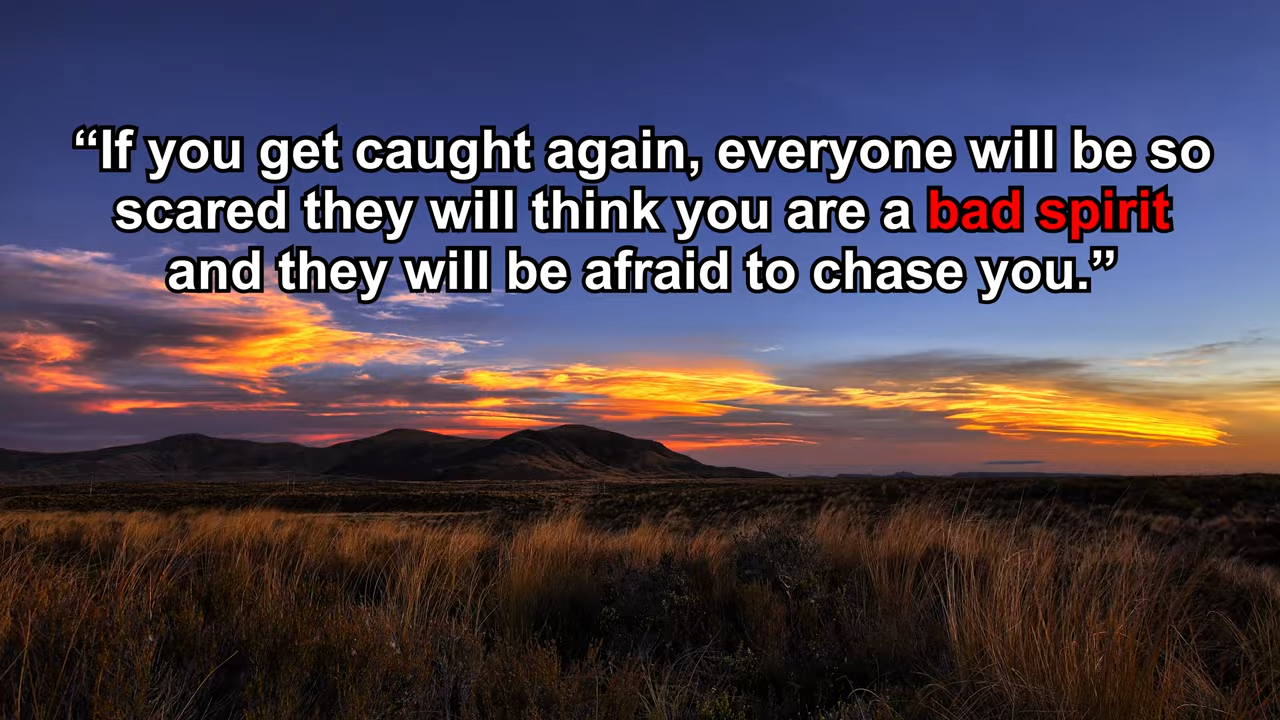 “If you get caught again, everyone will be so
scared they will think you are a bad spirit
and they will be afraid to chase you.”